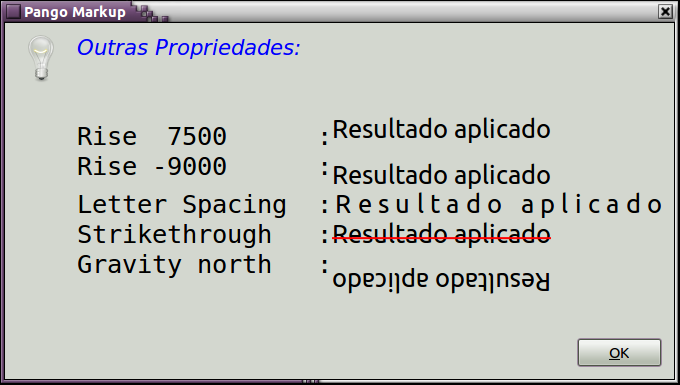 Pango Markup
Outras Propriedades:
Rise  7500 :Resultado aplicado
Rise -9000 :Resultado aplicado
Letter Spacing :Resultado aplicado
Strikethrough :Resultado aplicado
Gravity north :Resultado aplicado
OK